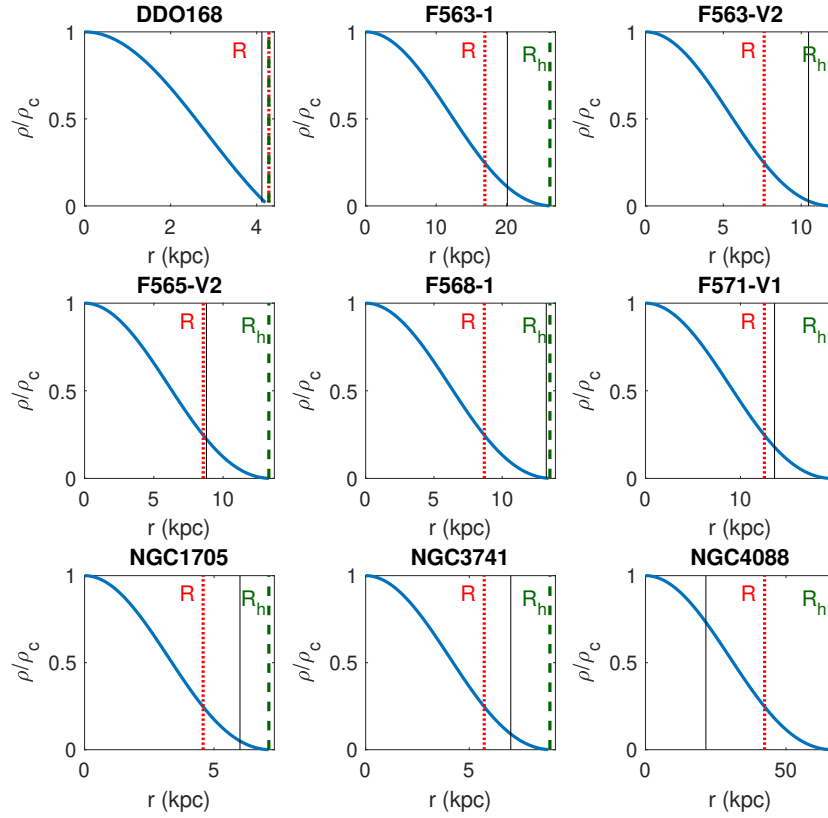 DDO168
F563-1
F563-V2
1
0.5
0
ρ/ρc
R
0 2 4
r (kpc)
1
0.5
0
ρ/ρc
R
Rh
0 10 20
r (kpc)
1
0.5
0
ρ/ρc
R
Rh
0 5 10
r (kpc)
F565-V2
F568-1
F571-V1
1
0.5
0
ρ/ρc
R
Rh
0 5 10
r (kpc)
1
0.5
0
ρ/ρc
R
Rh
0 5 10
r (kpc)
1
0.5
0
ρ/ρc
R
Rh
0 10
r (kpc)
NGC1705
NGC3741
NGC4088
1
0.5
0
ρ/ρc
R
Rh
0 5
r (kpc)
1
0.5
0
ρ/ρc
R
Rh
0 5
r (kpc)
1
0.5
0
ρ/ρc
R
Rh
0 50
r (kpc)